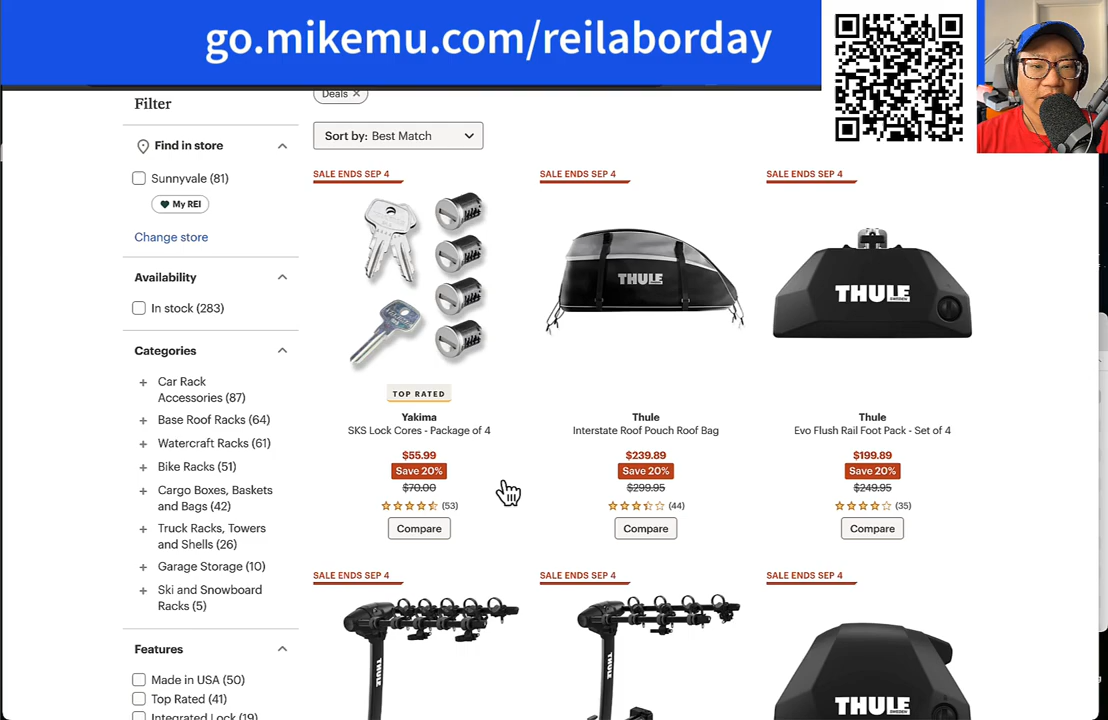 go.mikemu.com/reilaborday
Deals ×
Filter
Sort by: Best Match
Find in store
Sunnyvale (81)
My REI
Change store
Availability
In stock (283)
Categories
+ Car Rack
Accessories (87)
+ Base Roof Racks (64)
+ Watercraft Racks (61)
+ Bike Racks (51)
+ Cargo Boxes, Baskets
and Bags (42)
+ Truck Racks, Towers
and Shells (26)
+ Garage Storage (10)
+ Ski and Snowboard
Racks (5)
Features
Made in USA (50)
Top Rated (41)
Integrated Lock (19)
SALE ENDS SEP 4
TOP RATED
Yakima
SKS Lock Cores - Package of 4
$55.99
Save 20%
$70.00
(53)
Compare
SALE ENDS SEP 4
THULE
Thule
Interstate Roof Pouch Roof Bag
$239.89
Save 20%
$299.95
(44)
Compare
SALE ENDS SEP 4
THULE
SWEDEN
Thule
Evo Flush Rail Foot Pack - Set of 4
$199.89
Save 20%
$249.95
(35)
Compare
SALE ENDS SEP 4
THULE
SALE ENDS SEP 4
THULE
SALE ENDS SEP 4
THULE
SWEDEN